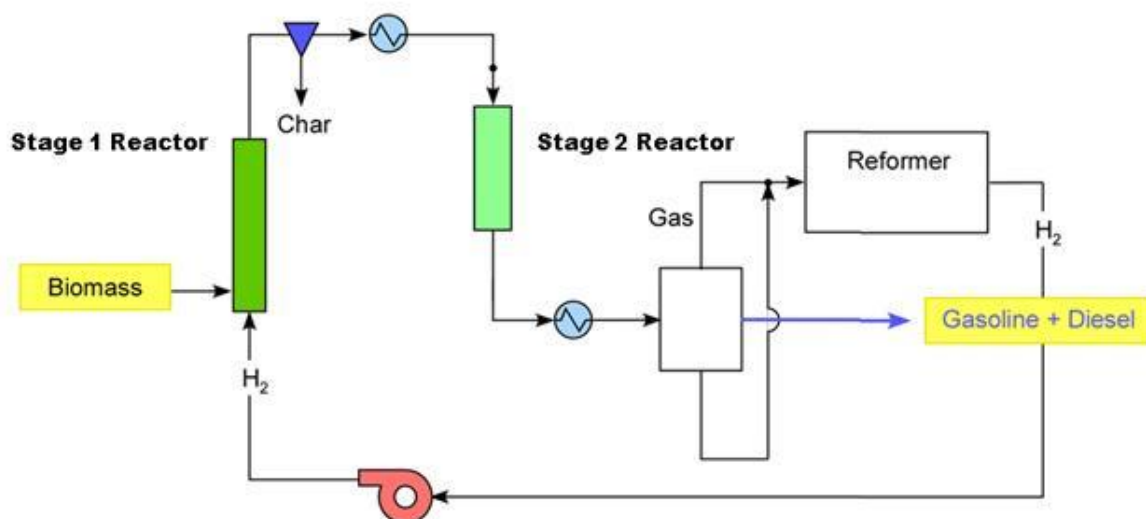 Char
Stage 1 Reactor
Stage 2 Reactor
Reformer
Gas
H₂
Biomass
Gasoline + Diesel
H₂